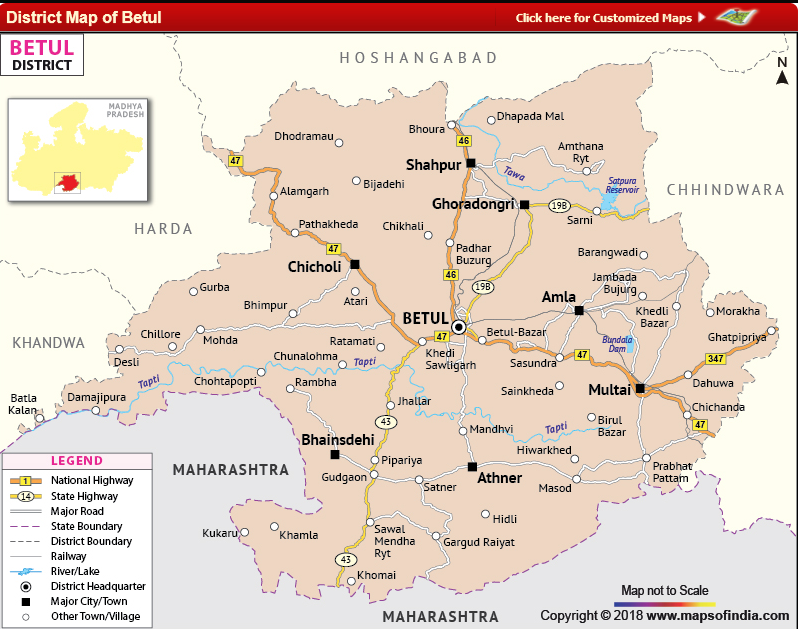 District Map of Betul
Click here for Customized Maps
BETUL
DISTRICT
HOSHANGABAD
N
MADHYA
PRADESH
Dhapada Mal
Bhoura
46
Dhodramau
Amthana
Ryt
47
Shahpur
Tawa
Bijadehi
Satpura
Reservoir
CHHINDWARA
Alamgarh
Ghoradongri
19B
Sarni
HARDA
Pathakheda
Chikhali
47
Padhar
Buzurg
Barangwadi
Chicholi
46
19B
Jambada
Bujurg
Gurba
Atari
Amla
Bhimpur
Khedli
Bazar
Morakha
BETUL
KHANDWA
Chillore
Mohda
Ratamati
47
Betul-Bazar
Bundala
Dam
Ghatpipriya
Desli
Chunalohma
Tapti
Khedi
Sawligarh
Sasundra
47
347
Tapti
Chohtopati
Rambha
Sainkheda
Multai
Dahuwa
Batla
Kalan
Damajipura
Jhallar
Chichanda
43
Mandhvi
Tapti
Birul
Bazar
47
Bhainsdehi
Hiwarkhed
MAHARASHTRA
Pipariya
Gudgaon
Athner
Prabhat
Pattam
Satner
Masod
Hidli
Kukaru
Khamla
Sawal
Mendha
Ryt
Gargud Raiyat
43
Khomai
MAHARASHTRA
LEGEND
1 National Highway
14 State Highway
Major Road
State Boundary
District Boundary
Railway
River/Lake
District Headquarter
Major City/Town
Other Town/Village
Map not to Scale
Copyright © 2018 www.mapsofindia.com